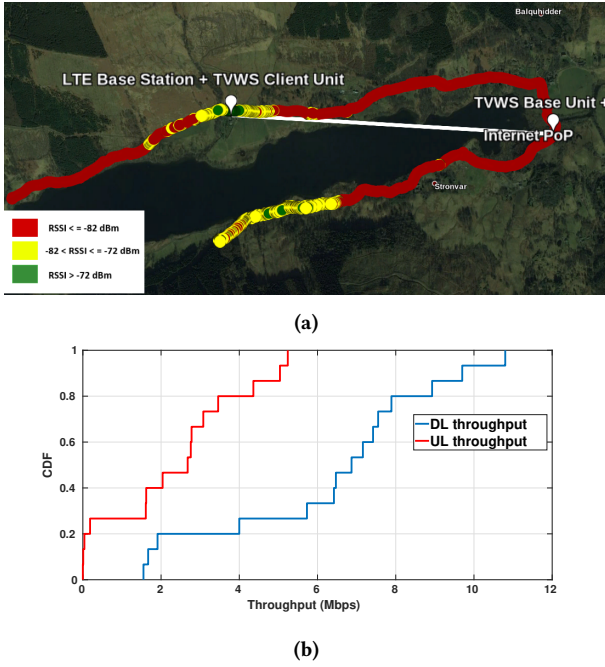 Balquhidder
LTE Base Station + TVWS Client Unit
TVWS Base Unit +
Internet PoP
Stronvar
RSSI < = -82 dBm
-82 < RSSI < = -72 dBm
RSSI > -72 dBm
(a)
1
0.8
0.6
0.4
0.2
0
CDF
DL throughput
UL throughput
0 2 4 6 8 10 12
Throughput (Mbps)
(b)